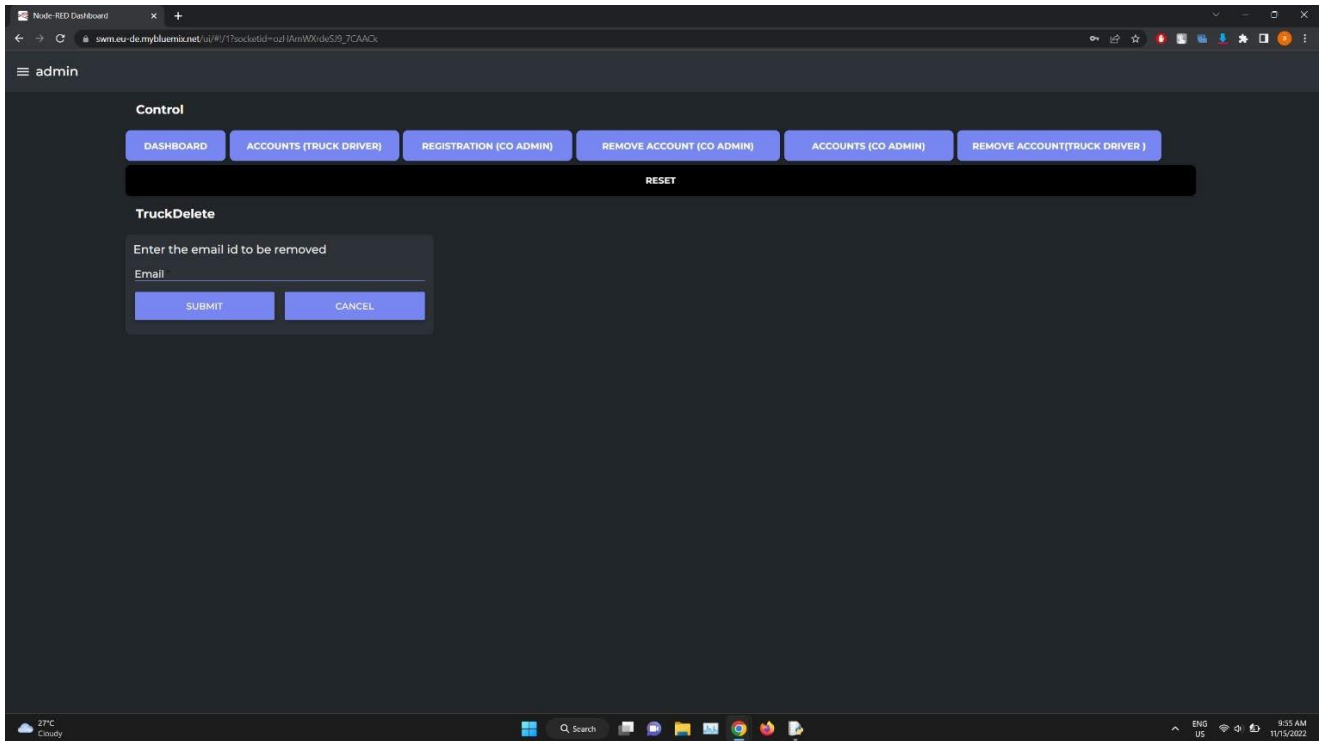 Node-RED Dashboard
swm.eu-de.mybluemix.net/ui/#!/1?socketid=
admin
Control
DASHBOARD ACCOUNTS (TRUCK DRIVER) REGISTRATION (CO ADMIN) REMOVE ACCOUNT (CO ADMIN) ACCOUNTS (CO ADMIN) REMOVE ACCOUNT(TRUCK DRIVER )
RESET
TruckDelete
Enter the email id to be removed
Email
SUBMIT CANCEL
27°C
Cloudy
Search
ENG
US
9:55 AM
11/15/2022